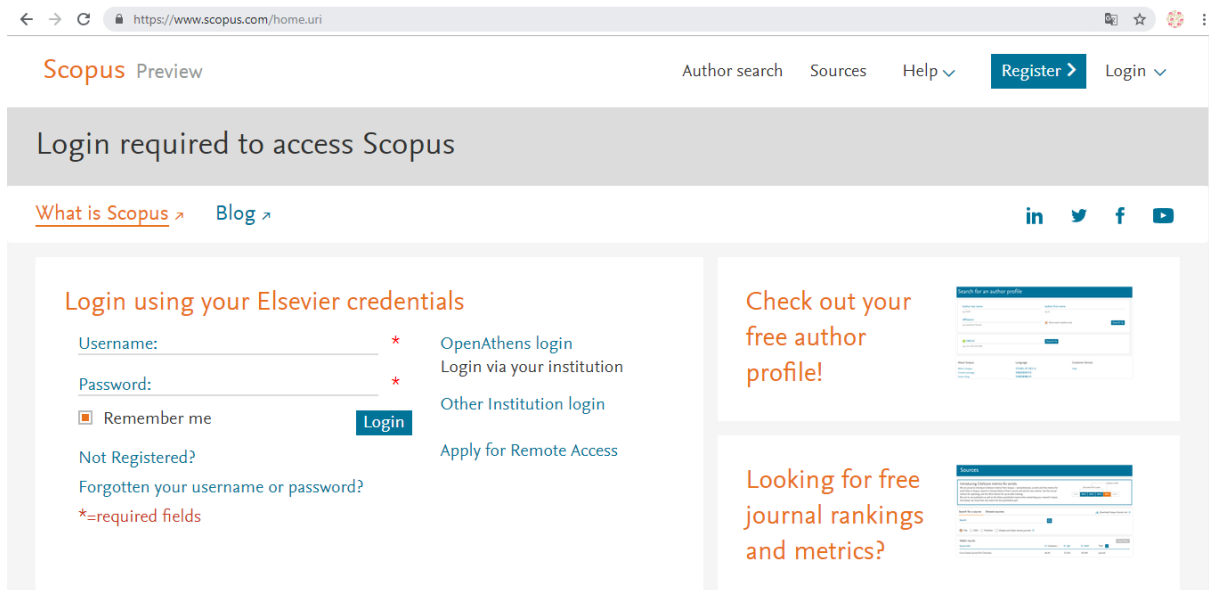 https://www.scopus.com/home.uri
Scopus Preview
Author search Sources Help Register Login
Login required to access Scopus
What is Scopus Blog
Login using your Elsevier credentials
Username: *
Password: *
Remember me Login
Not Registered?
Forgotten your username or password?
*=required fields
OpenAthens login
Login via your institution
Other Institution login
Apply for Remote Access
Check out your
free author
profile!
Search for an author profile
Looking for free
journal rankings
and metrics?
Sources